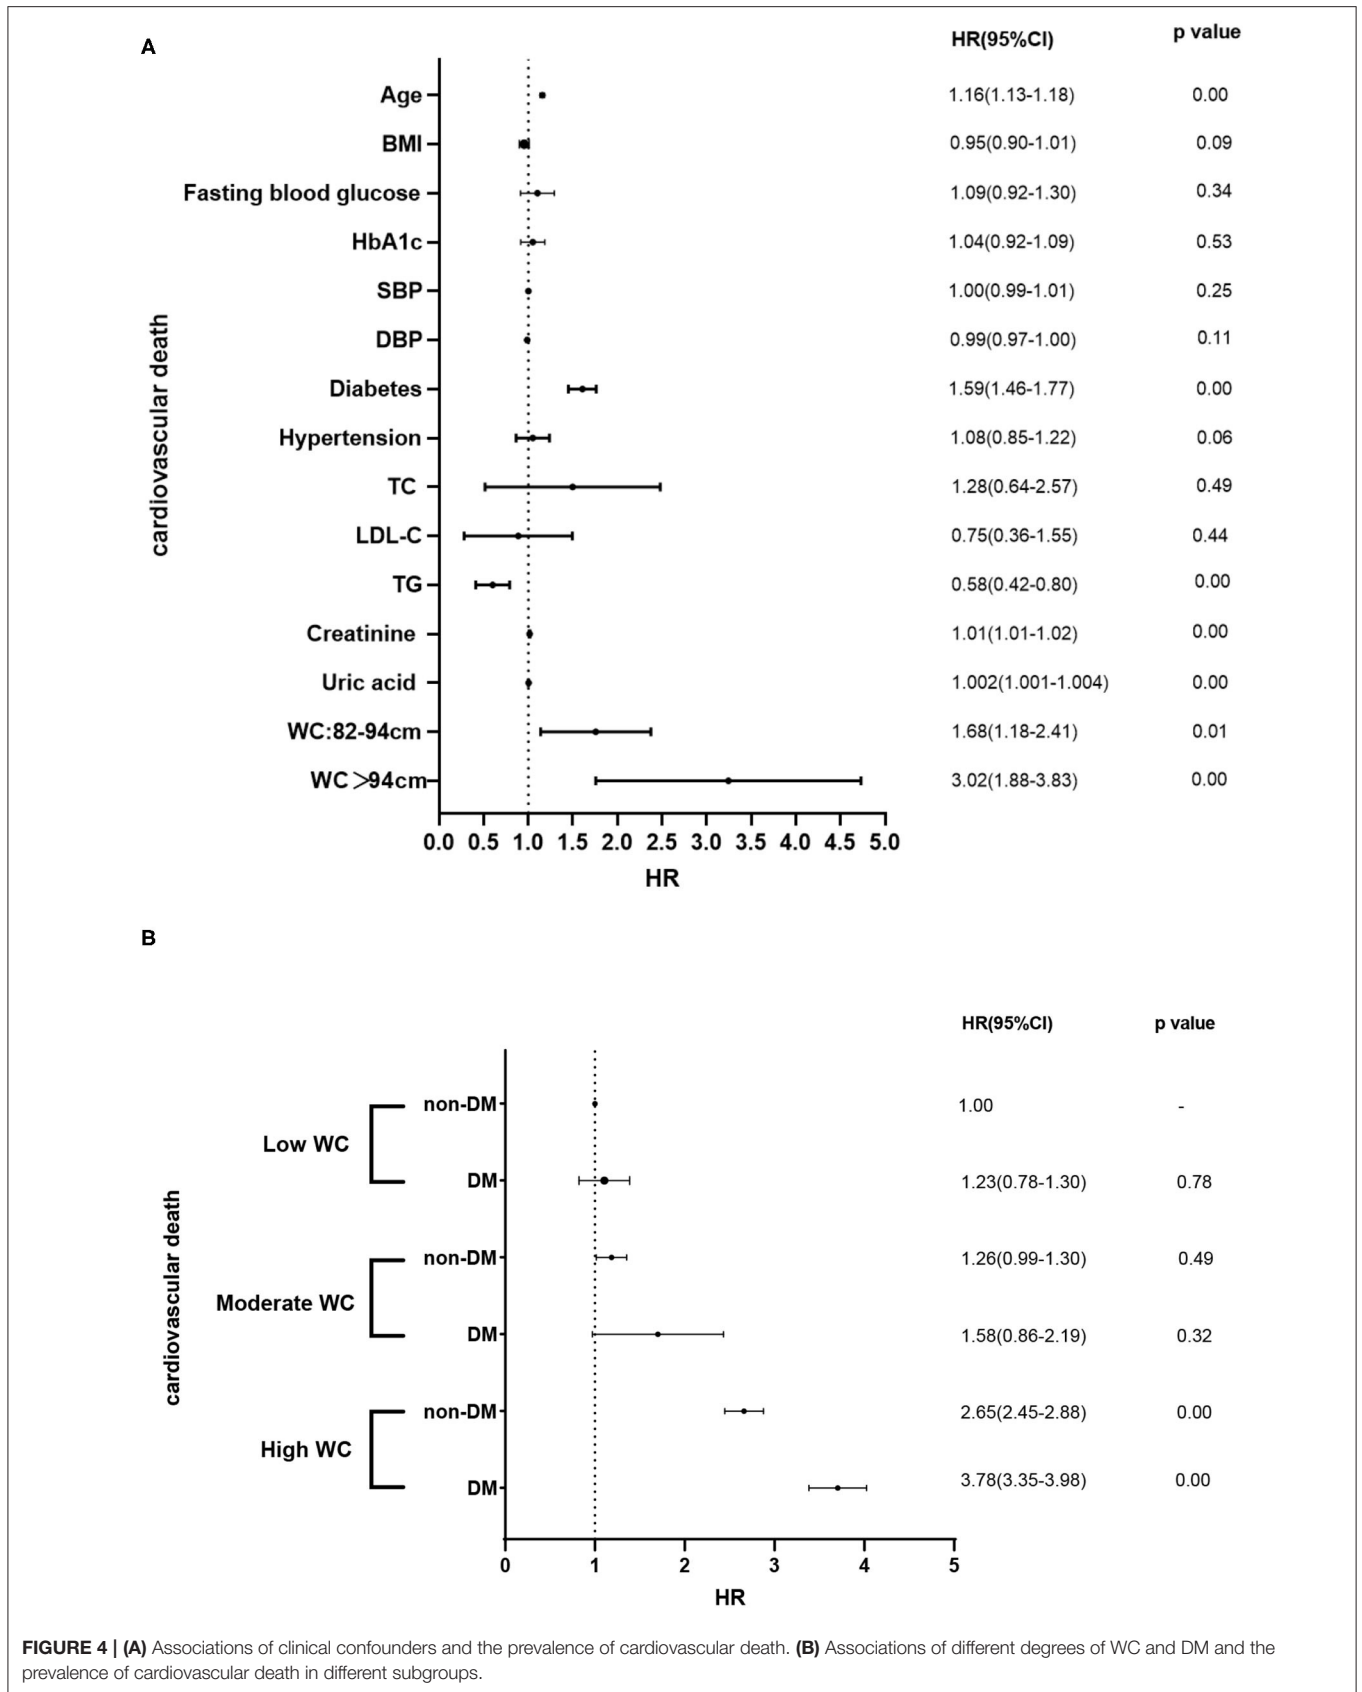 A
HR(95%CI) p value
Age 1.16(1.13-1.18) 0.00
BMI 0.95(0.90-1.01) 0.09
Fasting blood glucose 1.09(0.92-1.30) 0.34
HbA1c 1.04(0.92-1.09) 0.53
SBP 1.00(0.99-1.01) 0.25
DBP 0.99(0.97-1.00) 0.11
Diabetes 1.59(1.46-1.77) 0.00
Hypertension 1.08(0.85-1.22) 0.06
TC 1.28(0.64-2.57) 0.49
LDL-C 0.75(0.36-1.55) 0.44
TG 0.58(0.42-0.80) 0.00
Creatinine 1.01(1.01-1.02) 0.00
Uric acid 1.002(1.001-1.004) 0.00
WC:82-94cm 1.68(1.18-2.41) 0.01
WC >94cm 3.02(1.88-3.83) 0.00
cardiovascular death
0.0 0.5 1.0 1.5 2.0 2.5 3.0 3.5 4.0 4.5 5.0
HR
B
HR(95%CI) p value
non-DM 1.00 -
Low WC
DM 1.23(0.78-1.30) 0.78
non-DM 1.26(0.99-1.30) 0.49
Moderate WC
DM 1.58(0.86-2.19) 0.32
non-DM 2.65(2.45-2.88) 0.00
High WC
DM 3.78(3.35-3.98) 0.00
cardiovascular death
0 1 2 3 4 5
HR
FIGURE 4 | (A) Associations of clinical confounders and the prevalence of cardiovascular death. (B) Associations of different degrees of WC and DM and the
prevalence of cardiovascular death in different subgroups.